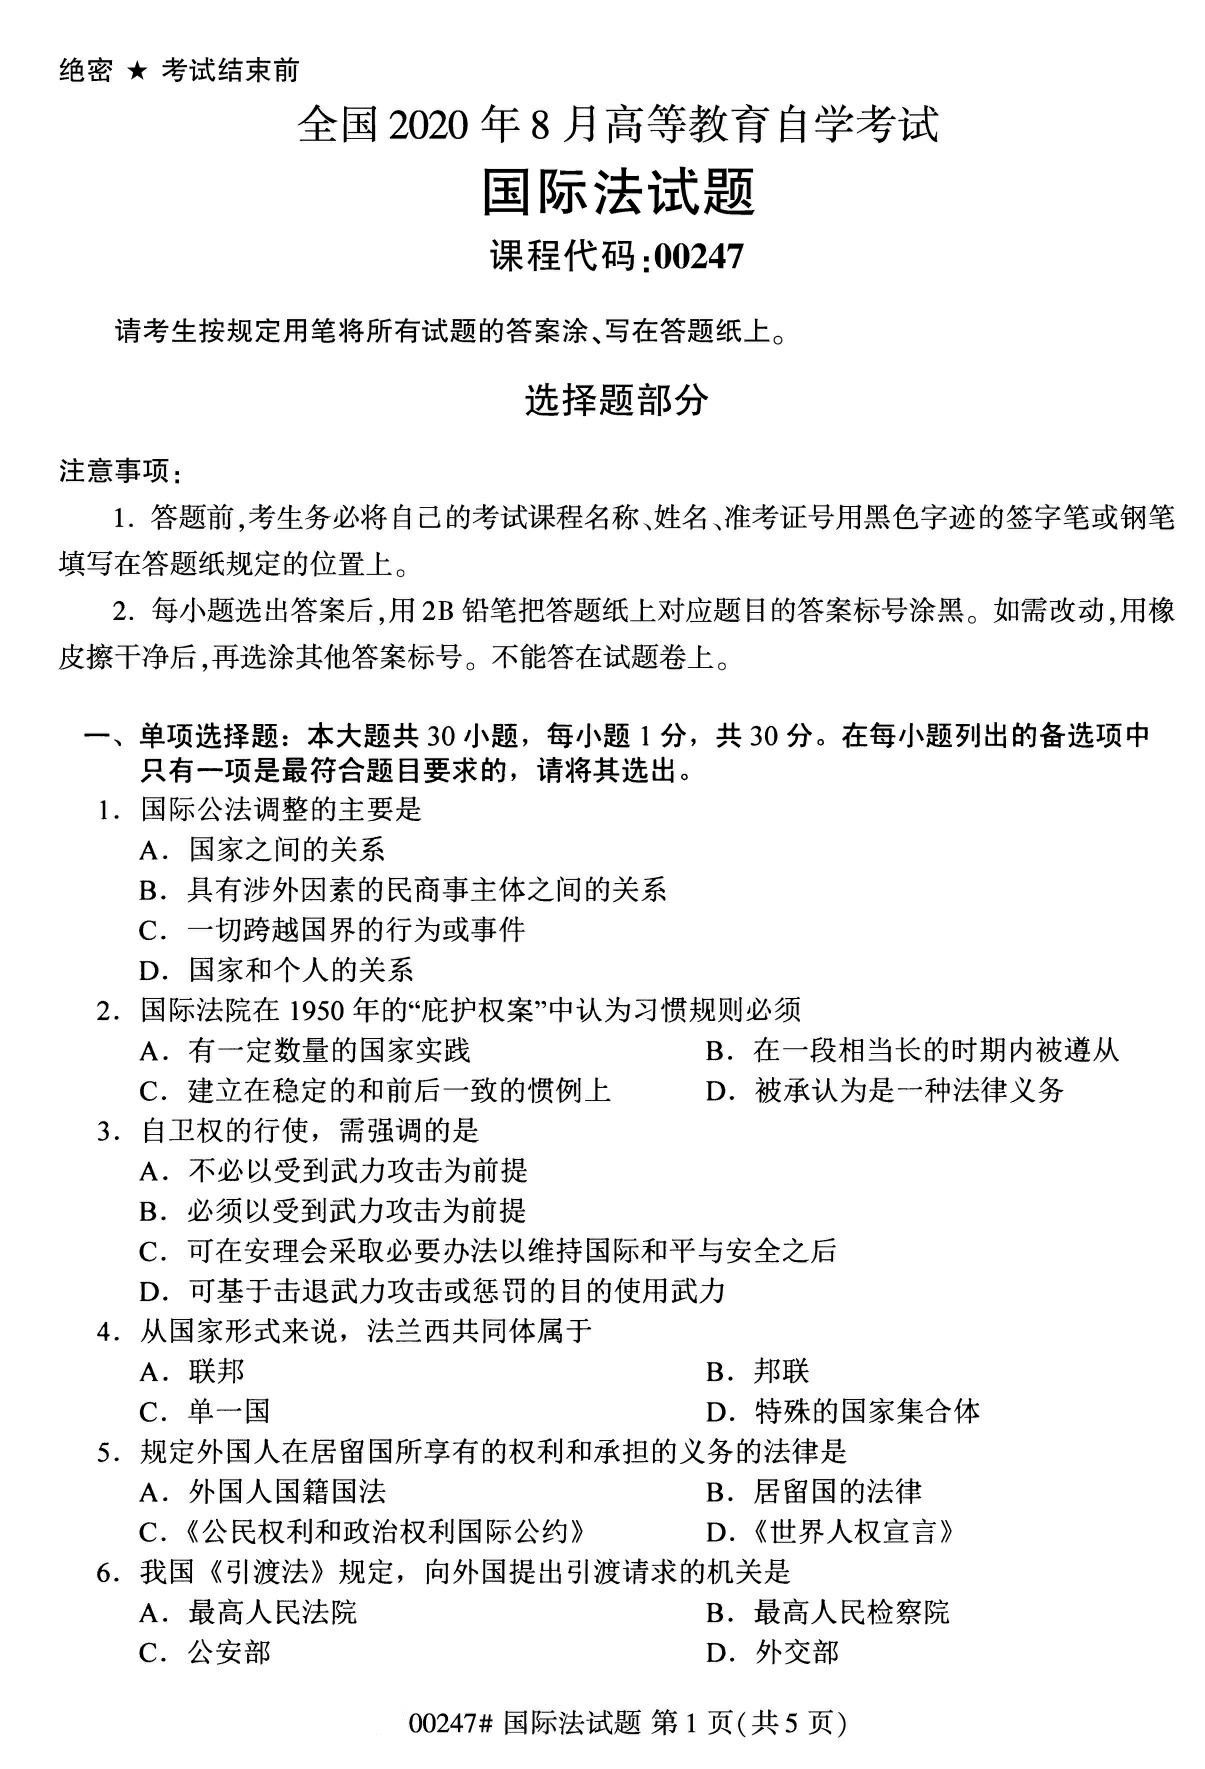 绝密 ★ 考试结束前
全国 2020 年 8 月高等教育自学考试
国际法试题
课程代码:00247
请考生按规定用笔将所有试题的答案涂、写在答题纸上。
选择题部分
注意事项:
1. 答题前,考生务必将自己的考试课程名称、姓名、准考证号用黑色字迹的签字笔或钢笔
填写在答题纸规定的位置上。
2. 每小题选出答案后,用 2B 铅笔把答题纸上对应题目的答案标号涂黑。如需改动,用橡
皮擦干净后,再选涂其他答案标号。不能答在试题卷上。
一、单项选择题：本大题共 30 小题，每小题 1 分，共 30 分。在每小题列出的备选项中
只有一项是最符合题目要求的，请将其选出。
1．国际公法调整的主要是
A．国家之间的关系
B．具有涉外因素的民商事主体之间的关系
C．一切跨越国界的行为或事件
D．国家和个人的关系
2．国际法院在 1950 年的“庇护权案”中认为习惯规则必须
A．有一定数量的国家实践 B．在一段相当长的时期内被遵从
C．建立在稳定的和前后一致的惯例上 D．被承认为是一种法律义务
3．自卫权的行使，需强调的是
A．不必以受到武力攻击为前提
B．必须以受到武力攻击为前提
C．可在安理会采取必要办法以维持国际和平与安全之后
D．可基于击退武力攻击或惩罚的目的使用武力
4．从国家形式来说，法兰西共同体属于
A．联邦 B．邦联
C．单一国 D．特殊的国家集合体
5．规定外国人在居留国所享有的权利和承担的义务的法律是
A．外国人国籍国法 B．居留国的法律
C．《公民权利和政治权利国际公约》 D．《世界人权宣言》
6．我国《引渡法》规定，向外国提出引渡请求的机关是
A．最高人民法院 B．最高人民检察院
C．公安部 D．外交部
00247# 国际法试题 第 1 页(共 5 页)